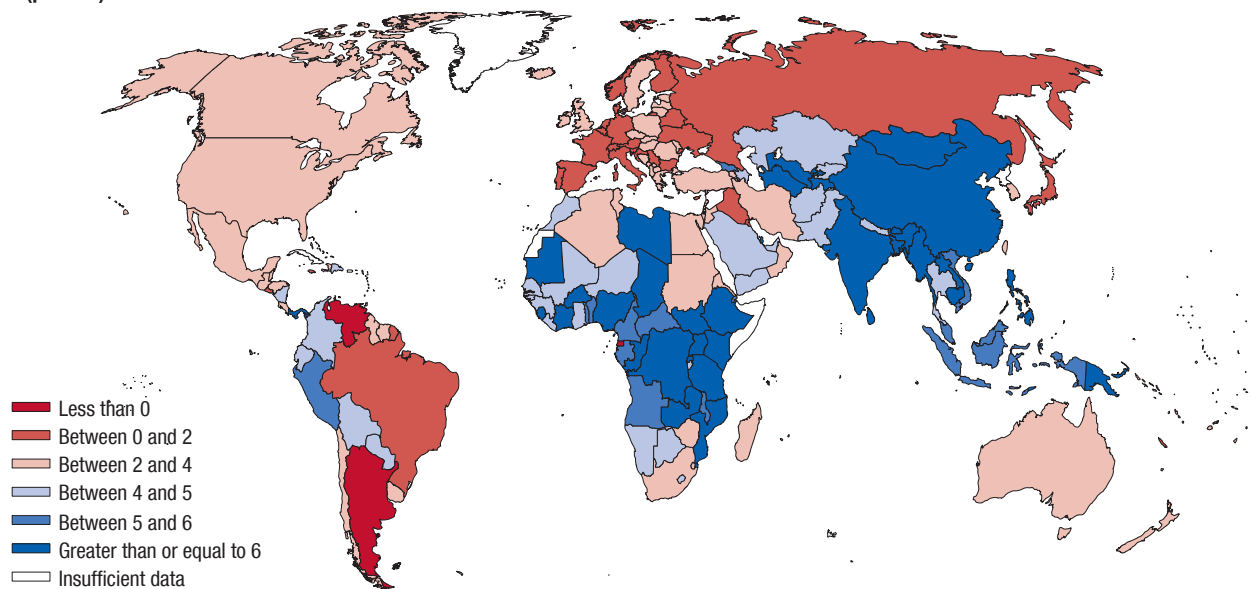 Less than 0
Between 0 and 2
Between 2 and 4
Between 4 and 5
Between 5 and 6
Greater than or equal to 6
Insufficient data